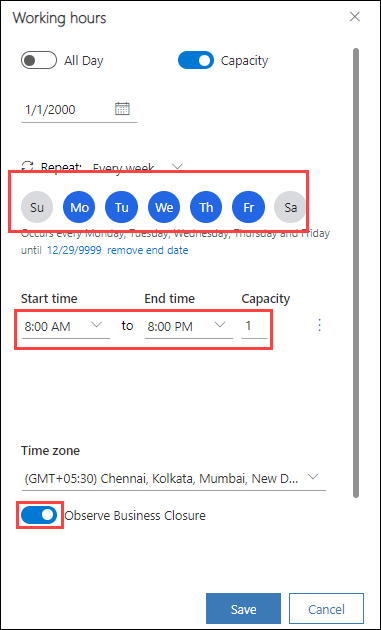 Working hours
All Day Capacity
1/1/2000
Repeat: Every week
Su Mo Tu We Th Fr Sa
Occurs every Monday, Tuesday, Wednesday, Thursday and Friday
until 12/29/9999 remove end date
Start time End time Capacity
8:00 AM to 8:00 PM 1
Time zone
(GMT+05:30) Chennai, Kolkata, Mumbai, New D...
Observe Business Closure
Save Cancel